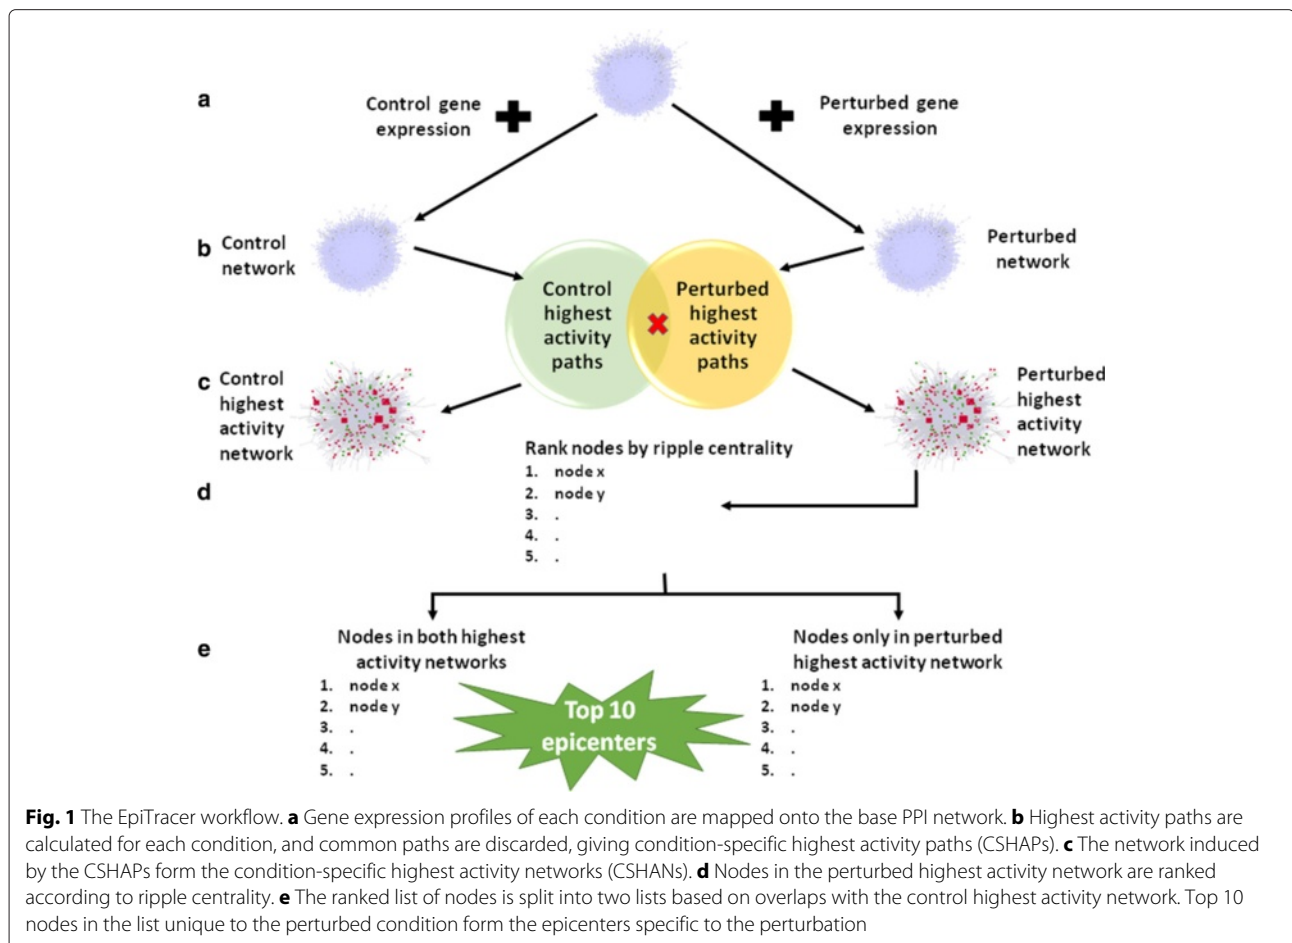 a
Control gene
expression
Perturbed gene
expression
b
Control
network
Perturbed
network
Control
highest
activity
paths
Perturbed
highest
activity
paths
c
Control
highest
activity
network
Perturbed
highest
activity
network
d
Rank nodes by ripple centrality
1. node x
2. node y
3. .
4. .
5. .
e
Nodes in both highest
activity networks
1. node x
2. node y
3. .
4. .
5. .
Top 10
epicenters
Nodes only in perturbed
highest activity network
1. node x
2. node y
3. .
4. .
5. .
Fig. 1 The EpiTracer workflow. a Gene expression profiles of each condition are mapped onto the base PPI network. b Highest activity paths are
calculated for each condition, and common paths are discarded, giving condition-specific highest activity paths (CSHAPs). c The network induced
by the CSHAPs form the condition-specific highest activity networks (CSHANs). d Nodes in the perturbed highest activity network are ranked
according to ripple centrality. e The ranked list of nodes is split into two lists based on overlaps with the control highest activity network. Top 10
nodes in the list unique to the perturbed condition form the epicenters specific to the perturbation